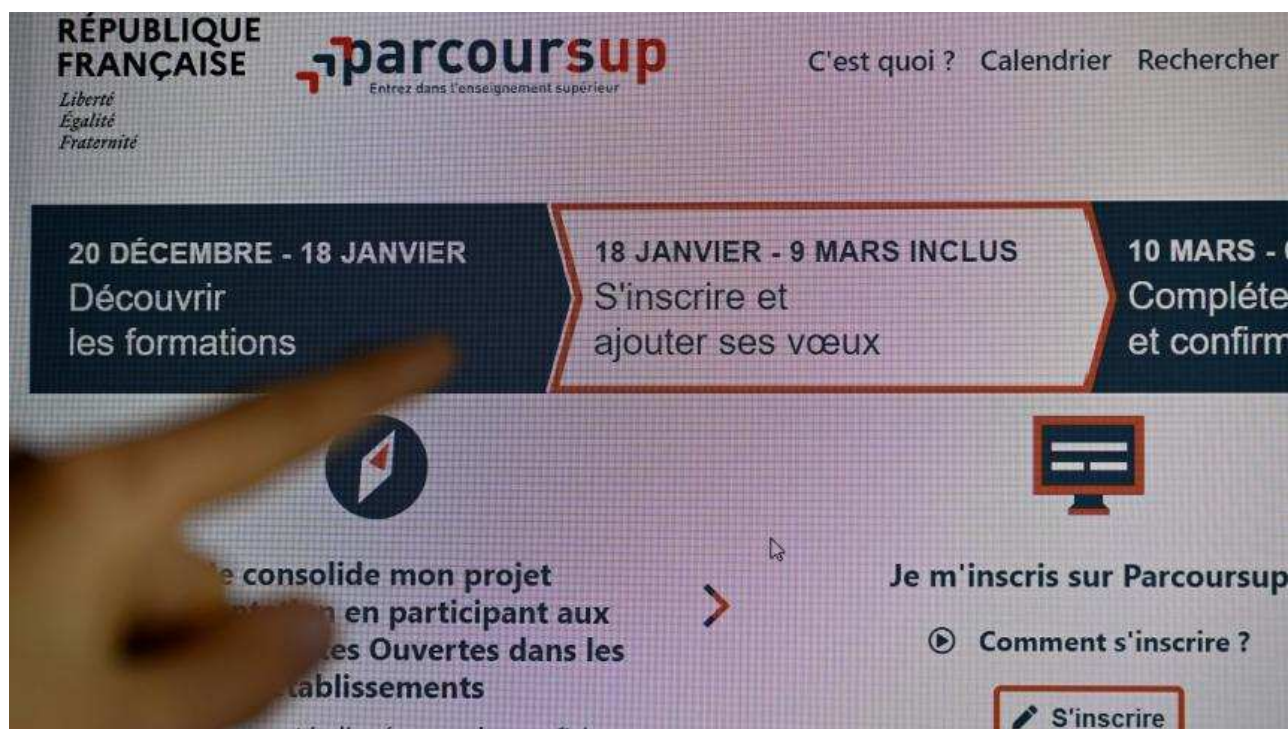 RÉPUBLIQUE
FRANÇAISE
Liberté
Égalité
Fraternité
parcoursup
Entrez dans l'enseignement supérieur
C'est quoi ? Calendrier Rechercher
20 DÉCEMBRE - 18 JANVIER
Découvrir
les formations
18 JANVIER - 9 MARS INCLUS
S'inscrire et
ajouter ses vœux
10 MARS -
Compléte
et confirm
consolide mon projet
en participant aux
Ouvertes dans les
tablissements
Je m'inscris sur Parcoursup
Comment s'inscrire ?
S'inscrire